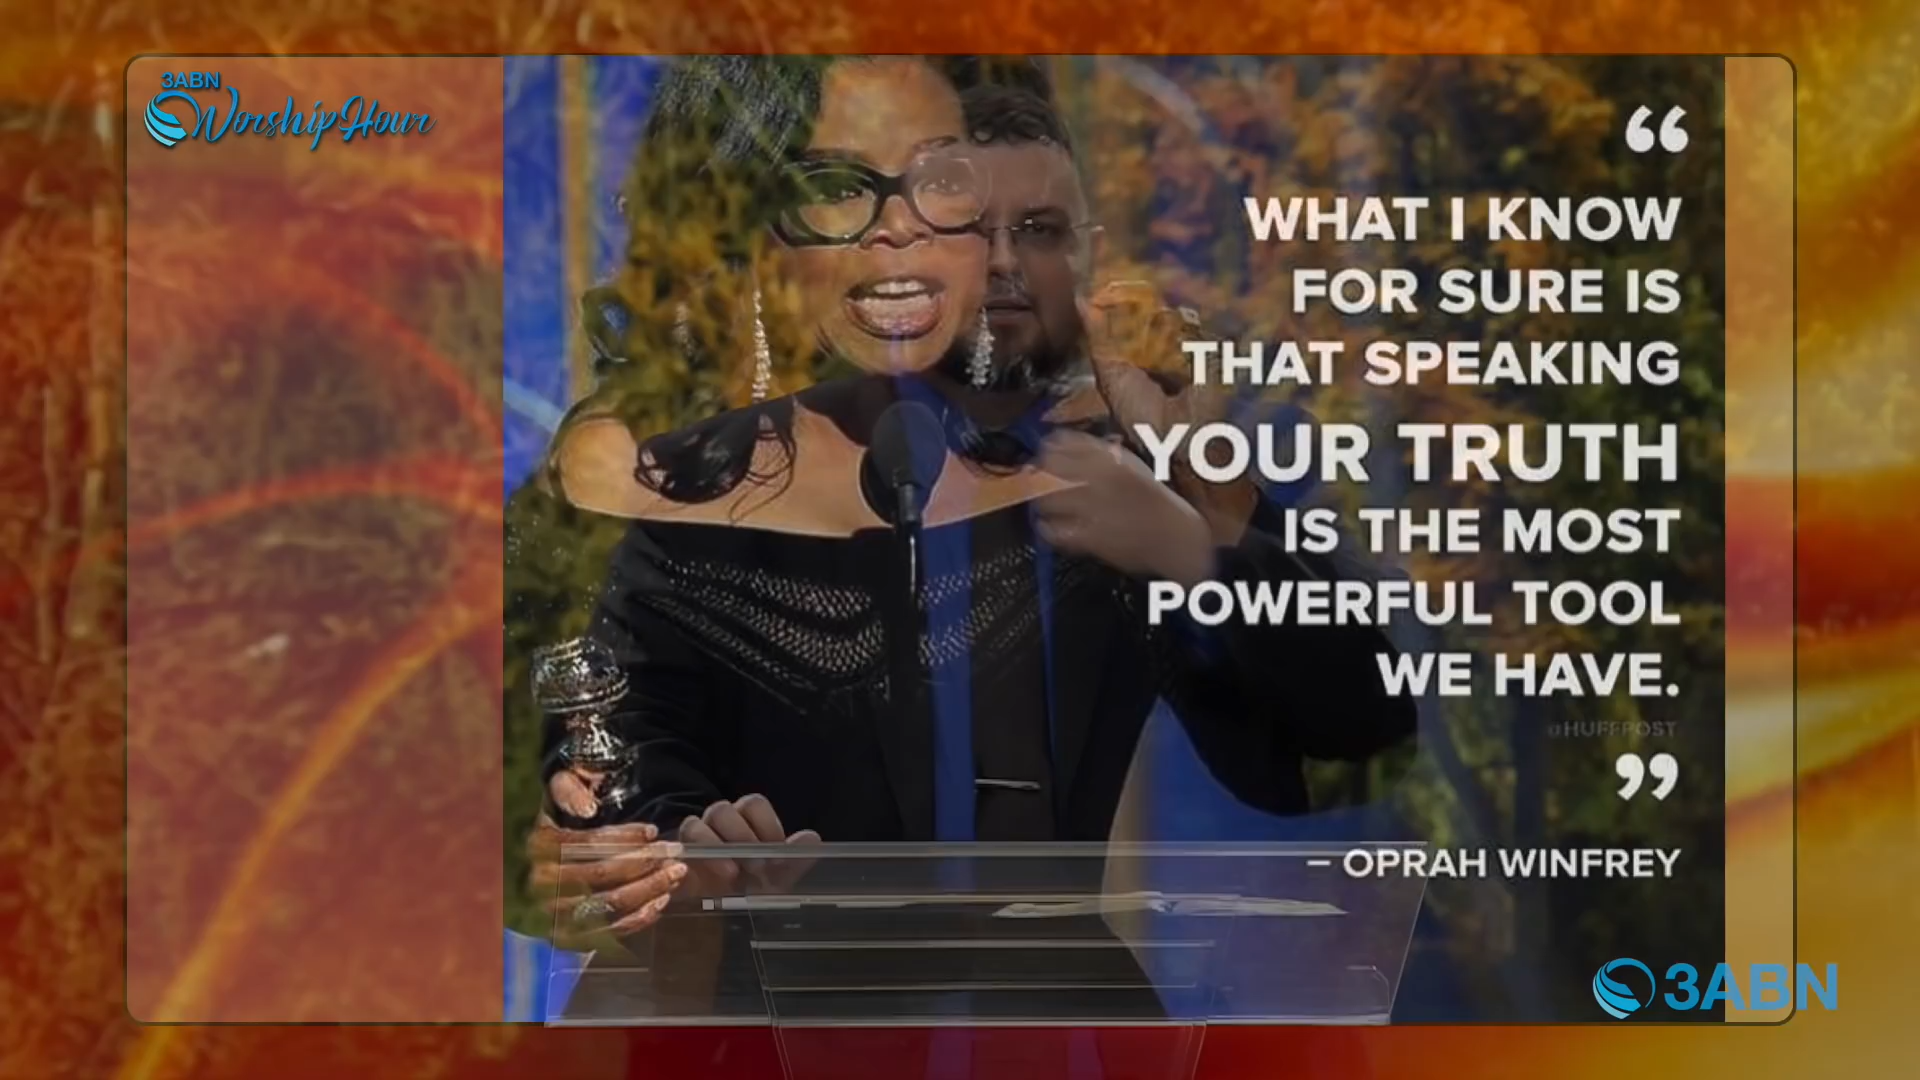 3ABN
Worship Hour
“
WHAT I KNOW
FOR SURE IS
THAT SPEAKING
YOUR TRUTH
IS THE MOST
POWERFUL TOOL
WE HAVE.
@HUFFPOST
”
– OPRAH WINFREY
3ABN